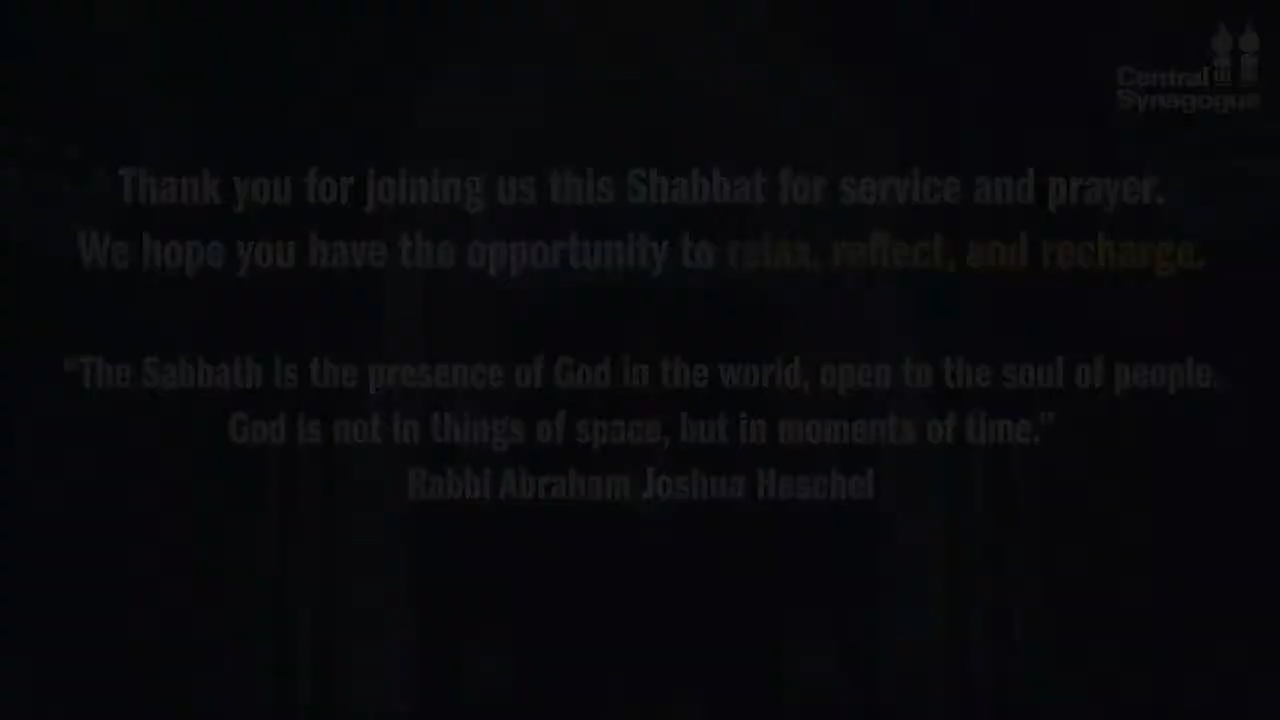 Central
Synagogue
Thank you for joining us this Shabbat for service and prayer.
We hope you have the opportunity to relax, reflect, and recharge.
"The Sabbath is the presence of God in the world, open to the soul of people.
God is not in things of space, but in moments of time."
Rabbi Abraham Joshua Heschel